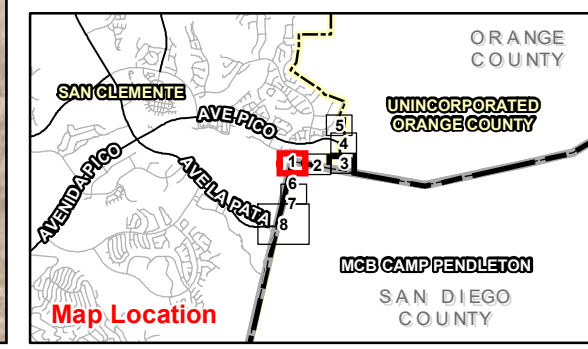 ORANGE
COUNTY
SAN CLEMENTE
UNINCORPORATED
ORANGE COUNTY
AVE PICO
5
4
1
2
3
AVENIDA PICO
AVE LA PATA
6
7
8
MCB CAMP PENDLETON
SAN DIEGO
COUNTY
Map Location